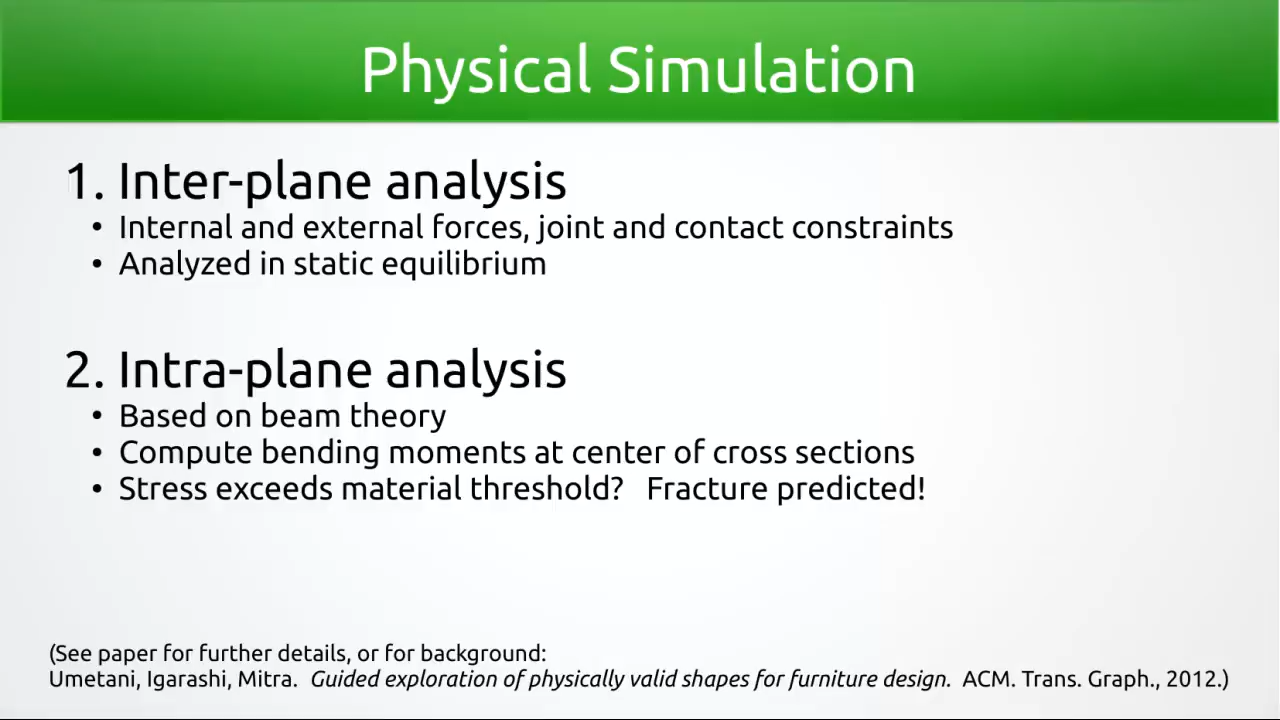 Physical Simulation
1. Inter-plane analysis
• Internal and external forces, joint and contact constraints
• Analyzed in static equilibrium
2. Intra-plane analysis
• Based on beam theory
• Compute bending moments at center of cross sections
• Stress exceeds material threshold?   Fracture predicted!
(See paper for further details, or for background:
Umetani, Igarashi, Mitra.  Guided exploration of physically valid shapes for furniture design.  ACM. Trans. Graph., 2012.)